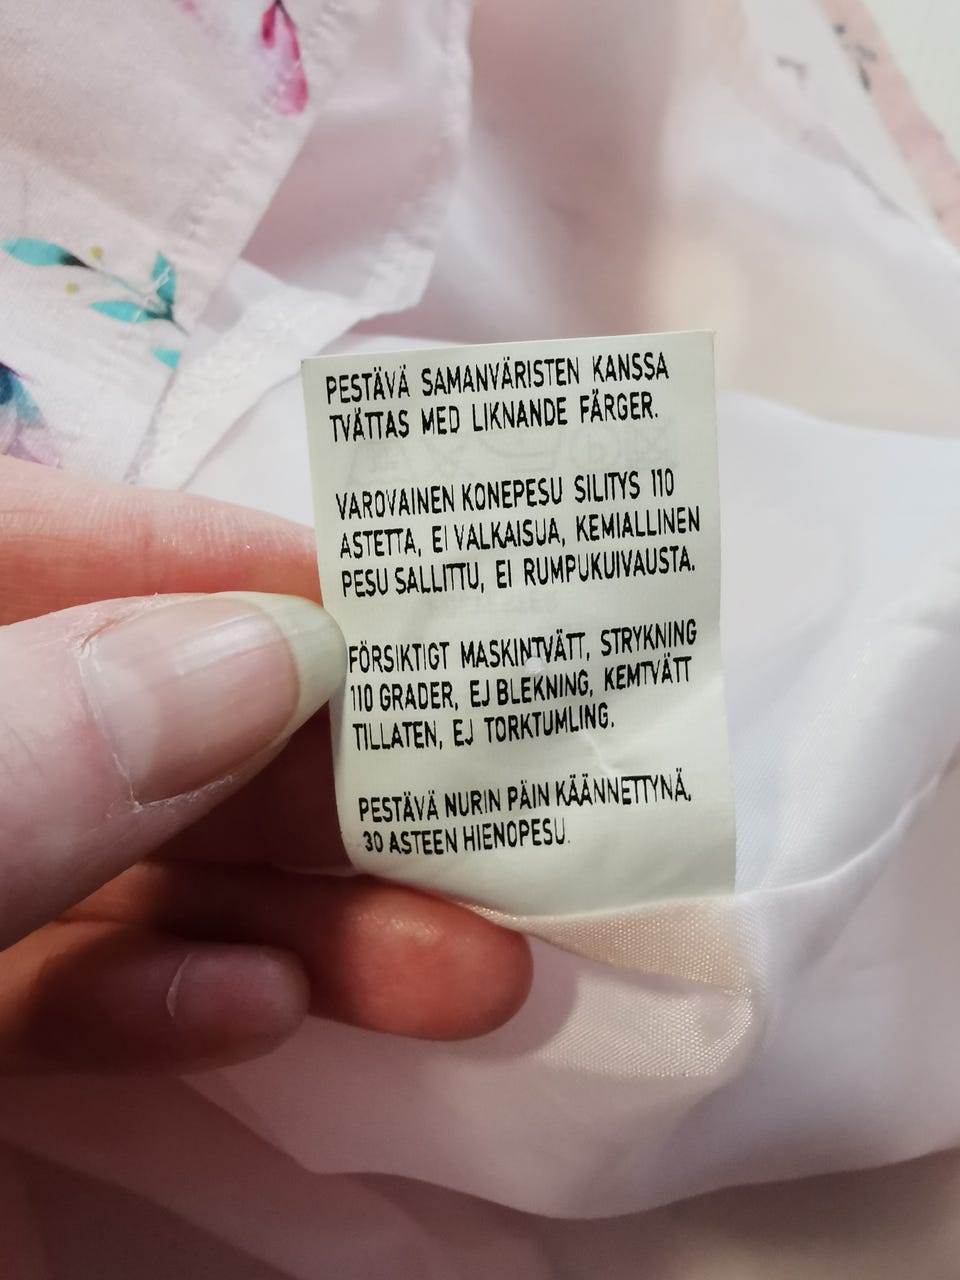 PESTÄVÄ SAMANVÄRISTEN KANSSA
TVÄTTAS MED LIKNANDE FÄRGER.
VAROVAINEN KONEPESU SILITYS 110
ASTETTA, EI VALKAISUA, KEMIALLINEN
PESU SALLITTU, EI RUMPUKUIVAUSTA.
FÖRSIKTIGT MASKINTVÄTT, STRYKNING
110 GRADER, EJ BLEKNING, KEMTVÄTT
TILLATEN, EJ TORKTUMLING.
PESTÄVÄ NURIN PÄIN KÄÄNNETTYNÄ,
30 ASTEEN HIENOPESU.